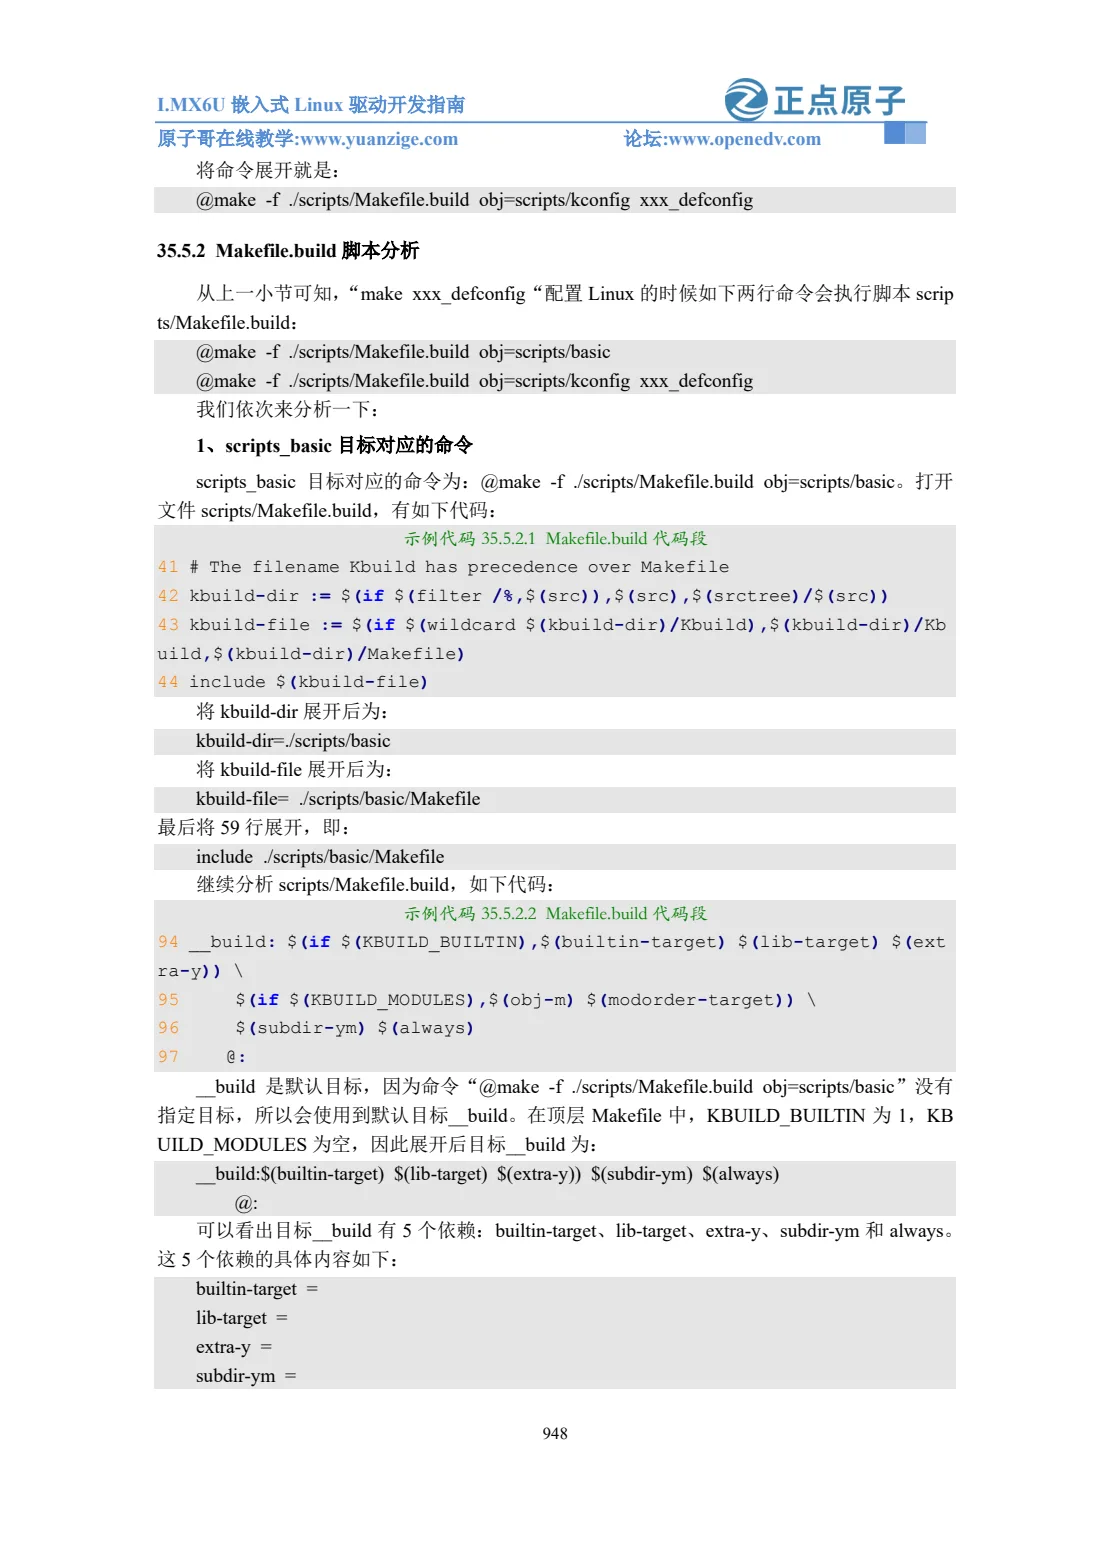 I.MX6U 嵌入式 Linux 驱动开发指南
正点原子
原子哥在线教学:www.yuanzige.com 论坛:www.openedv.com
将命令展开就是：
@make -f ./scripts/Makefile.build obj=scripts/kconfig xxx_defconfig
35.5.2 Makefile.build 脚本分析
从上一小节可知，“make xxx_defconfig“配置 Linux 的时候如下两行命令会执行脚本 scrip
ts/Makefile.build：
@make -f ./scripts/Makefile.build obj=scripts/basic
@make -f ./scripts/Makefile.build obj=scripts/kconfig xxx_defconfig
我们依次来分析一下：
1、scripts_basic 目标对应的命令
scripts_basic 目标对应的命令为：@make -f ./scripts/Makefile.build obj=scripts/basic。打开
文件 scripts/Makefile.build，有如下代码：
示例代码 35.5.2.1 Makefile.build 代码段
41 # The filename Kbuild has precedence over Makefile
42 kbuild-dir := $(if $(filter /%,$(src)),$(src),$(srctree)/$(src))
43 kbuild-file := $(if $(wildcard $(kbuild-dir)/Kbuild),$(kbuild-dir)/Kb
uild,$(kbuild-dir)/Makefile)
44 include $(kbuild-file)
将 kbuild-dir 展开后为：
kbuild-dir=./scripts/basic
将 kbuild-file 展开后为：
kbuild-file= ./scripts/basic/Makefile
最后将 59 行展开，即：
include ./scripts/basic/Makefile
继续分析 scripts/Makefile.build，如下代码：
示例代码 35.5.2.2 Makefile.build 代码段
94 __build: $(if $(KBUILD_BUILTIN),$(builtin-target) $(lib-target) $(ext
ra-y)) \
95 $(if $(KBUILD_MODULES),$(obj-m) $(modorder-target)) \
96 $(subdir-ym) $(always)
97 @:
__build 是默认目标，因为命令“@make -f ./scripts/Makefile.build obj=scripts/basic”没有
指定目标，所以会使用到默认目标__build。在顶层 Makefile 中，KBUILD_BUILTIN 为 1，KB
UILD_MODULES 为空，因此展开后目标__build 为：
__build:$(builtin-target) $(lib-target) $(extra-y)) $(subdir-ym) $(always)
@:
可以看出目标__build 有 5 个依赖：builtin-target、lib-target、extra-y、subdir-ym 和 always。
这 5 个依赖的具体内容如下：
builtin-target =
lib-target =
extra-y =
subdir-ym =
948